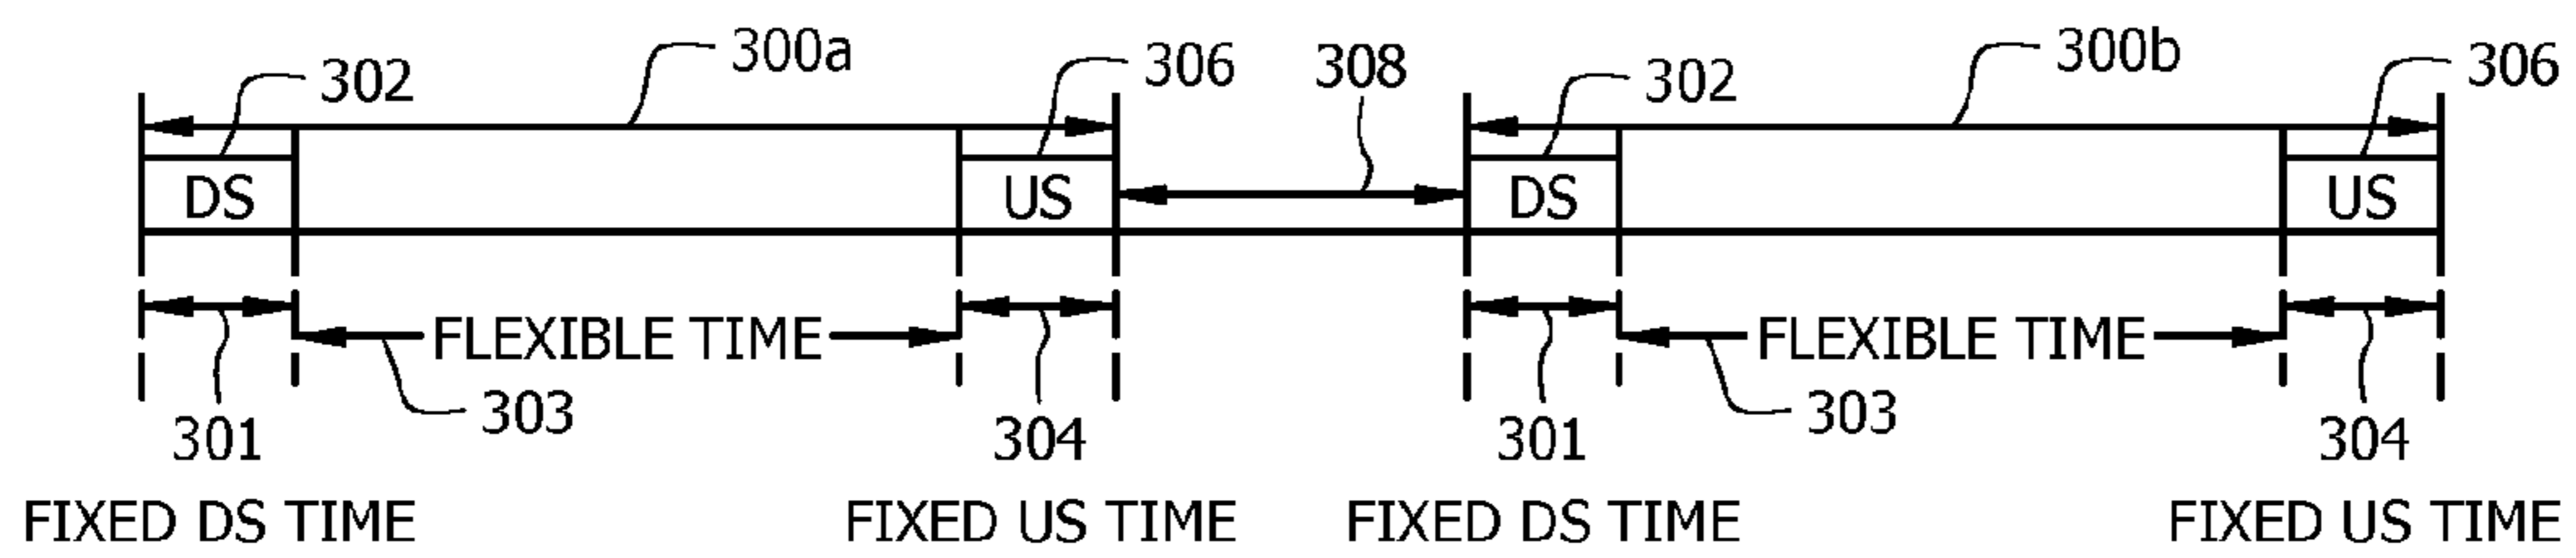 300a 306 308 300b 306
302 302
DS US DS US
FLEXIBLE TIME FLEXIBLE TIME
303 303
301 304 301 304
FIXED DS TIME FIXED US TIME FIXED DS TIME FIXED US TIME